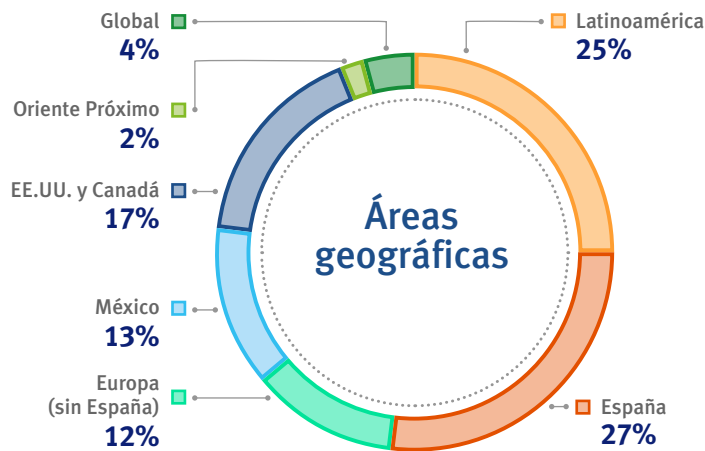 Global
4%
Oriente Próximo
2%
EE.UU. y Canadá
17%
México
13%
Europa
(sin España)
12%
Áreas
geográficas
Latinoamérica
25%
España
27%